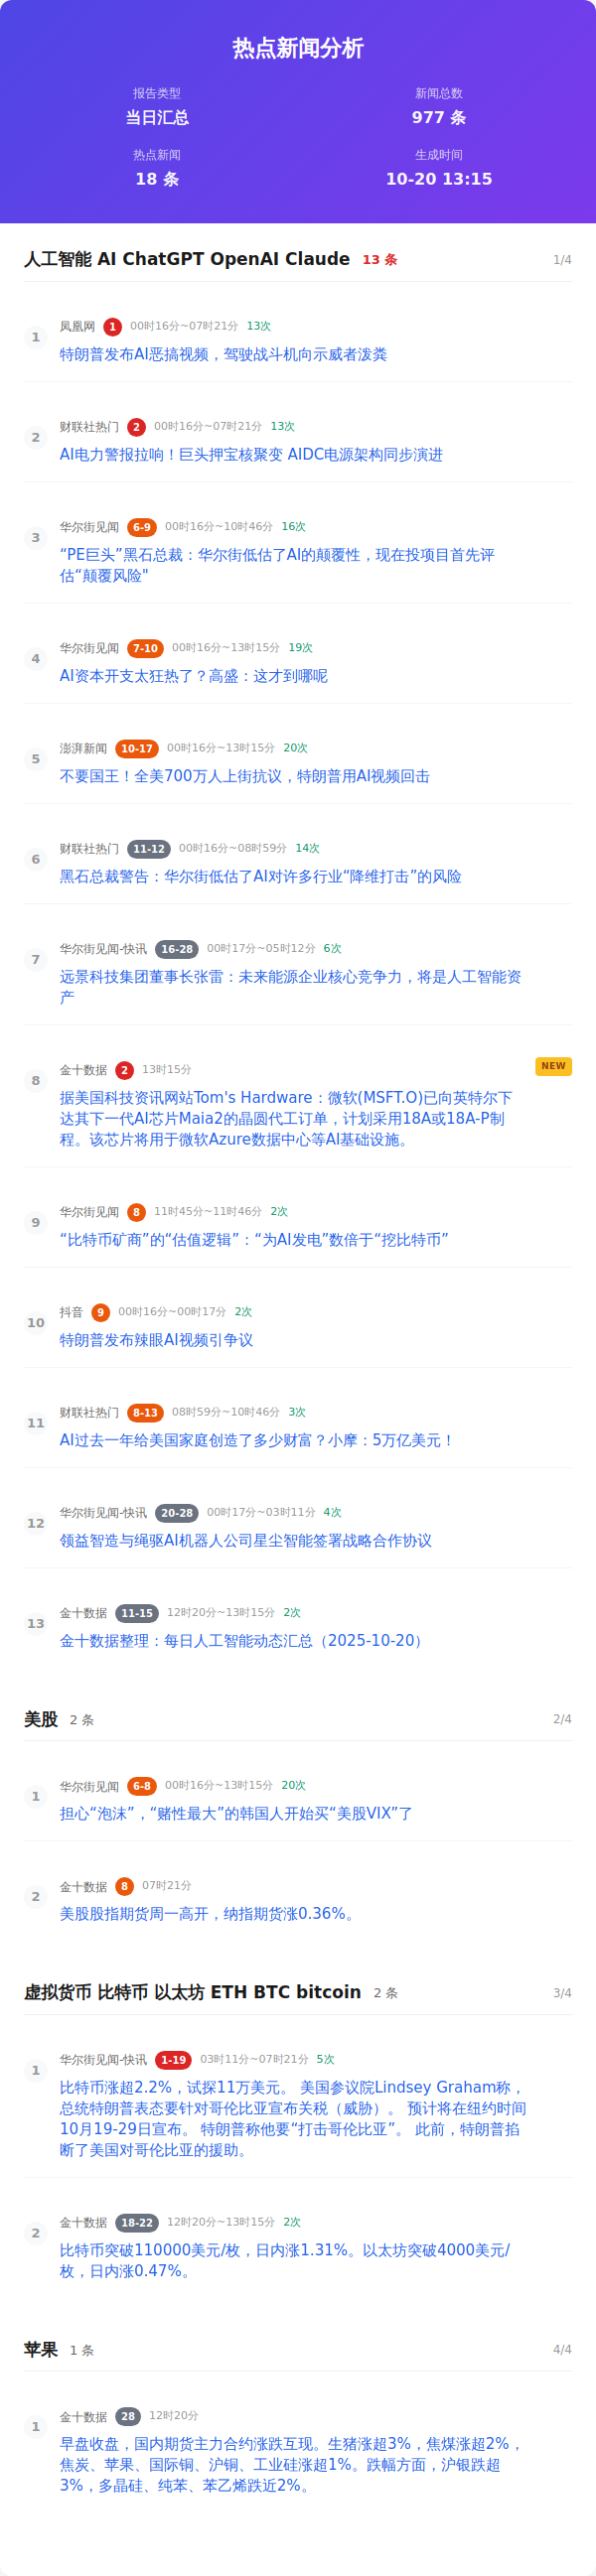 热点新闻分析
报告类型
新闻总数
当日汇总
977 条
热点新闻
生成时间
18 条
10-20 13:15
人工智能 AI ChatGPT OpenAI Claude 13 条 1/4
1
凤凰网 1 00时16分~07时21分 13次
特朗普发布AI恶搞视频，驾驶战斗机向示威者泼粪
2
财联社热门 2 00时16分~07时21分 13次
AI电力警报拉响！巨头押宝核聚变 AIDC电源架构同步演进
3
华尔街见闻 6-9 00时16分~10时46分 16次
“PE巨头”黑石总裁：华尔街低估了AI的颠覆性，现在投项目首先评
估“颠覆风险"
4
华尔街见闻 7-10 00时16分~13时15分 19次
AI资本开支太狂热了？高盛：这才到哪呢
5
澎湃新闻 10-17 00时16分~13时15分 20次
不要国王！全美700万人上街抗议，特朗普用AI视频回击
6
财联社热门 11-12 00时16分~08时59分 14次
黑石总裁警告：华尔街低估了AI对许多行业“降维打击”的风险
7
华尔街见闻-快讯 16-28 00时17分~05时12分 6次
远景科技集团董事长张雷：未来能源企业核心竞争力，将是人工智能资
产
8
金十数据 2 13时15分 NEW
据美国科技资讯网站Tom's Hardware：微软(MSFT.O)已向英特尔下
达其下一代AI芯片Maia2的晶圆代工订单，计划采用18A或18A-P制
程。该芯片将用于微软Azure数据中心等AI基础设施。
9
华尔街见闻 8 11时45分~11时46分 2次
“比特币矿商”的“估值逻辑”：“为AI发电”数倍于“挖比特币”
10
抖音 9 00时16分~00时17分 2次
特朗普发布辣眼AI视频引争议
11
财联社热门 8-13 08时59分~10时46分 3次
AI过去一年给美国家庭创造了多少财富？小摩：5万亿美元！
12
华尔街见闻-快讯 20-28 00时17分~03时11分 4次
领益智造与绳驱AI机器人公司星尘智能签署战略合作协议
13
金十数据 11-15 12时20分~13时15分 2次
金十数据整理：每日人工智能动态汇总（2025-10-20）
美股 2 条 2/4
1
华尔街见闻 6-8 00时16分~13时15分 20次
担心“泡沫”，“赌性最大”的韩国人开始买“美股VIX”了
2
金十数据 8 07时21分
美股股指期货周一高开，纳指期货涨0.36%。
虚拟货币 比特币 以太坊 ETH BTC bitcoin 2 条 3/4
1
华尔街见闻-快讯 1-19 03时11分~07时21分 5次
比特币涨超2.2%，试探11万美元。 美国参议院Lindsey Graham称，
总统特朗普表态要针对哥伦比亚宣布关税（威胁）。 预计将在纽约时间
10月19-29日宣布。 特朗普称他要“打击哥伦比亚”。 此前，特朗普掐
断了美国对哥伦比亚的援助。
2
金十数据 18-22 12时20分~13时15分 2次
比特币突破110000美元/枚，日内涨1.31%。以太坊突破4000美元/
枚，日内涨0.47%。
苹果 1 条 4/4
1
金十数据 28 12时20分
早盘收盘，国内期货主力合约涨跌互现。生猪涨超3%，焦煤涨超2%，
焦炭、苹果、国际铜、沪铜、工业硅涨超1%。跌幅方面，沪银跌超
3%，多晶硅、纯苯、苯乙烯跌近2%。